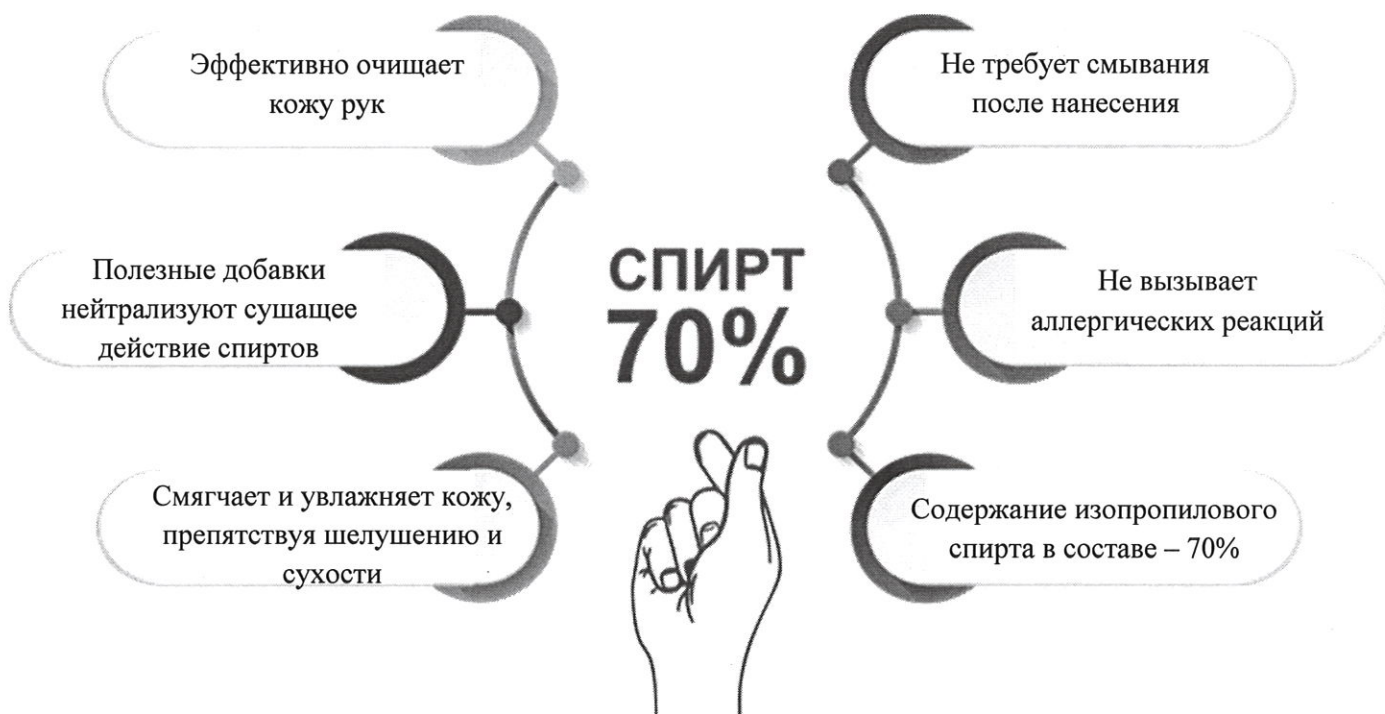 Эффективно очищает
кожу рук
Полезные добавки
нейтрализуют сушащее
действие спиртов
Смягчает и увлажняет кожу,
препятствуя шелушению и
сухости
СПИРТ
70%
Не требует смывания
после нанесения
Не вызывает
аллергических реакций
Содержание изопропилового
спирта в составе – 70%